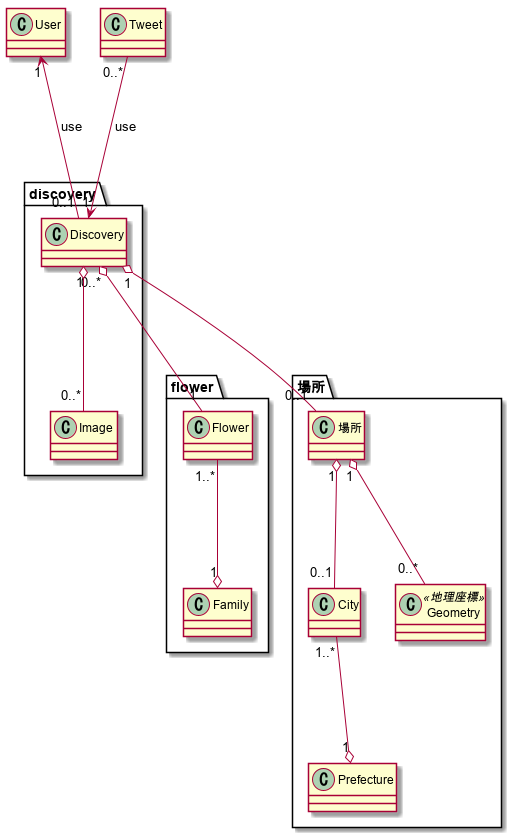 C User
C Tweet
1
0..*
use
use
discovery
0..1
C Discovery
1
0..*
1
flower
場所
0..*
0..
C Image
C Flower
C 場所
1..*
1
1
1
0..1
0..*
C Family
C City
C «地理座標»
Geometry
1..*
1
C Prefecture